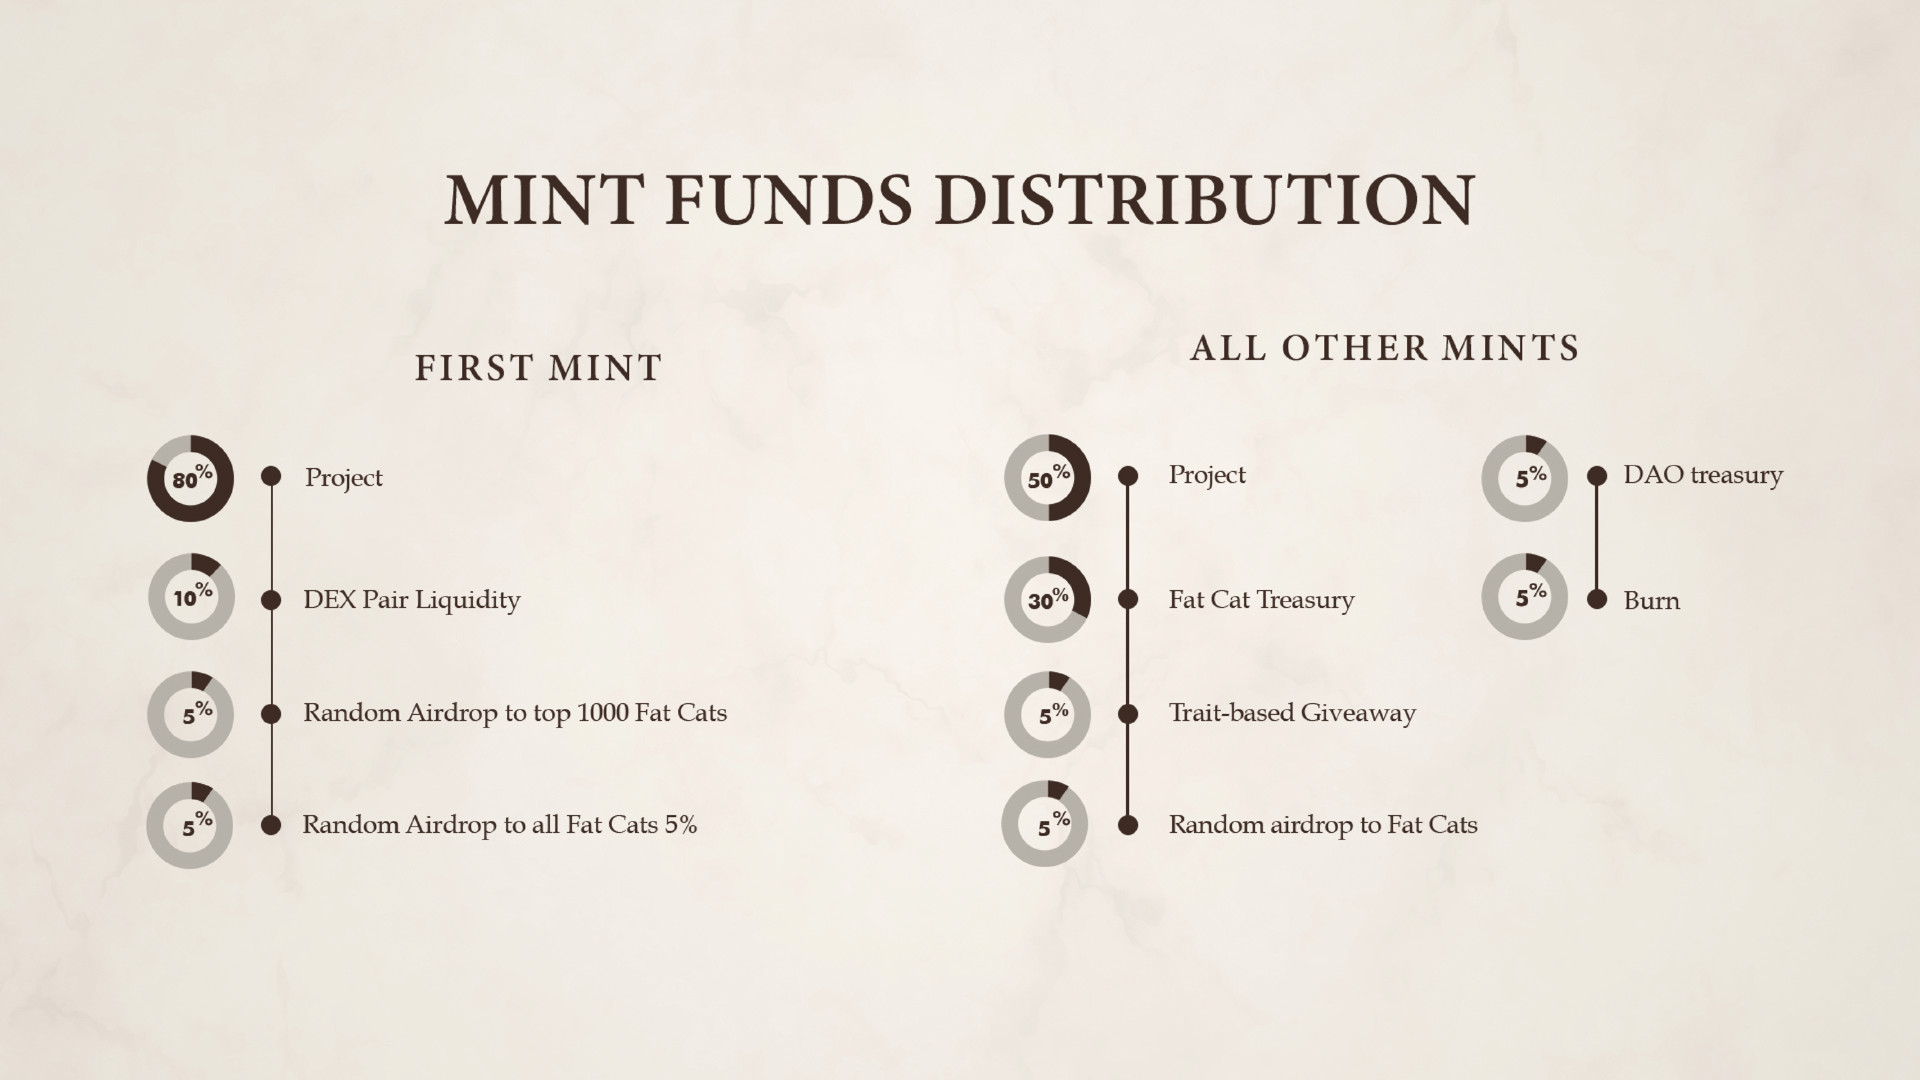 MINT FUNDS DISTRIBUTION
FIRST MINT
80% Project
10% DEX Pair Liquidity
5% Random Airdrop to top 1000 Fat Cats
5% Random Airdrop to all Fat Cats 5%
ALL OTHER MINTS
50% Project
30% Fat Cat Treasury
5% Trait-based Giveaway
5% Random airdrop to Fat Cats
5% DAO treasury
5% Burn